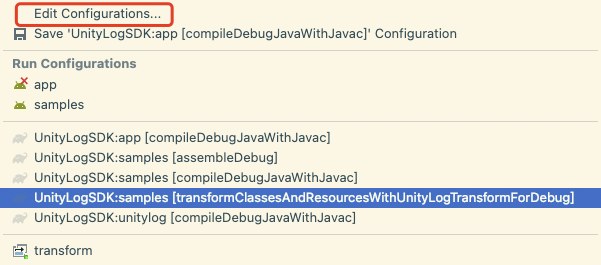 Edit Configurations...
Save 'UnityLogSDK:app [compileDebugJavaWithJavac]' Configuration
Run Configurations
app
samples
UnityLogSDK:app [compileDebugJavaWithJavac]
UnityLogSDK:samples [assembleDebug]
UnityLogSDK:samples [compileDebugJavaWithJavac]
UnityLogSDK:samples [transformClassesAndResourcesWithUnityLogTransformForDebug]
UnityLogSDK:unitylog [compileDebugJavaWithJavac]
transform